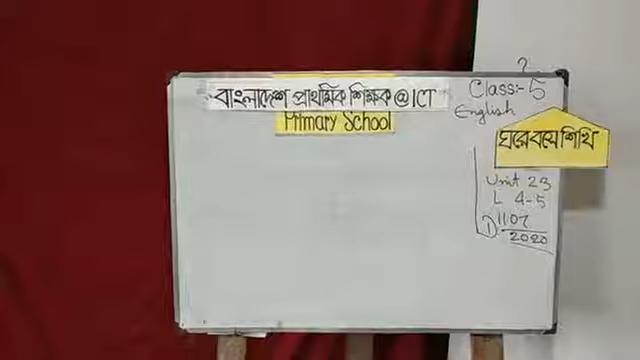 বাংলাদেশ প্রাথমিক শিক্ষক @ICT
Primary School
Class:- 5
English
ঘরে বসে শিখি
Unit 23
L 4-5
11.07
2020